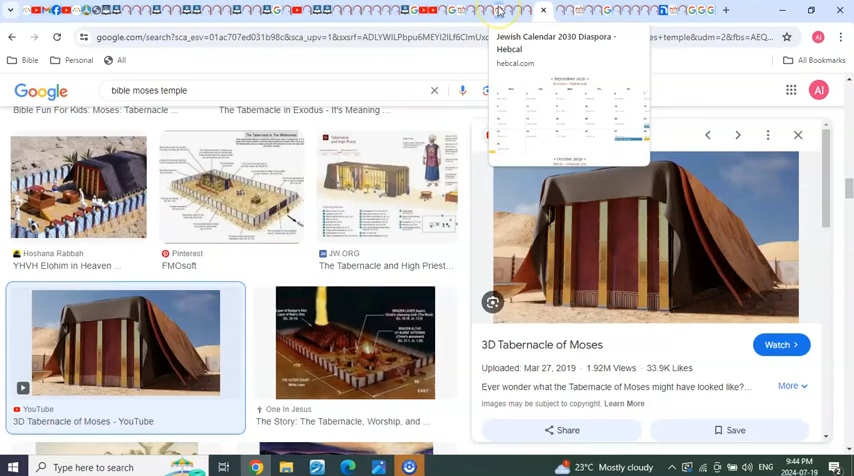 google.com/search?sca_esv=01ac707ed031b98c&sca_upv=1&sxsrf=ADLYWILPbpu6MEYI2lIf6ClmUxc
s+temple&udm=2&fbs=AEQ...
Bible
Personal
All
All Bookmarks
Jewish Calendar 2030 Diaspora -
Hebcal
hebcal.com
Google
bible moses temple
AI
Bible Fun For Kids: Moses: Tabernacle ...
Tabernacle in Exodus - It's Meaning ...
Hoshana Rabbah
YHVH Elohim in Heaven ...
Pinterest
FMOsoft
JW.ORG
The Tabernacle and High Priest...
YouTube
3D Tabernacle of Moses - YouTube
One In Jesus
The Story: The Tabernacle, Worship, and ...
3D Tabernacle of Moses
Watch
Uploaded: Mar 27, 2019 · 1.92M Views · 33.9K Likes
Ever wonder what the Tabernacle of Moses might have looked like?...
More
Images may be subject to copyright. Learn More
Share
Save
Type here to search
23°C Mostly cloudy
ENG
9:44 PM
2024-07-19
2